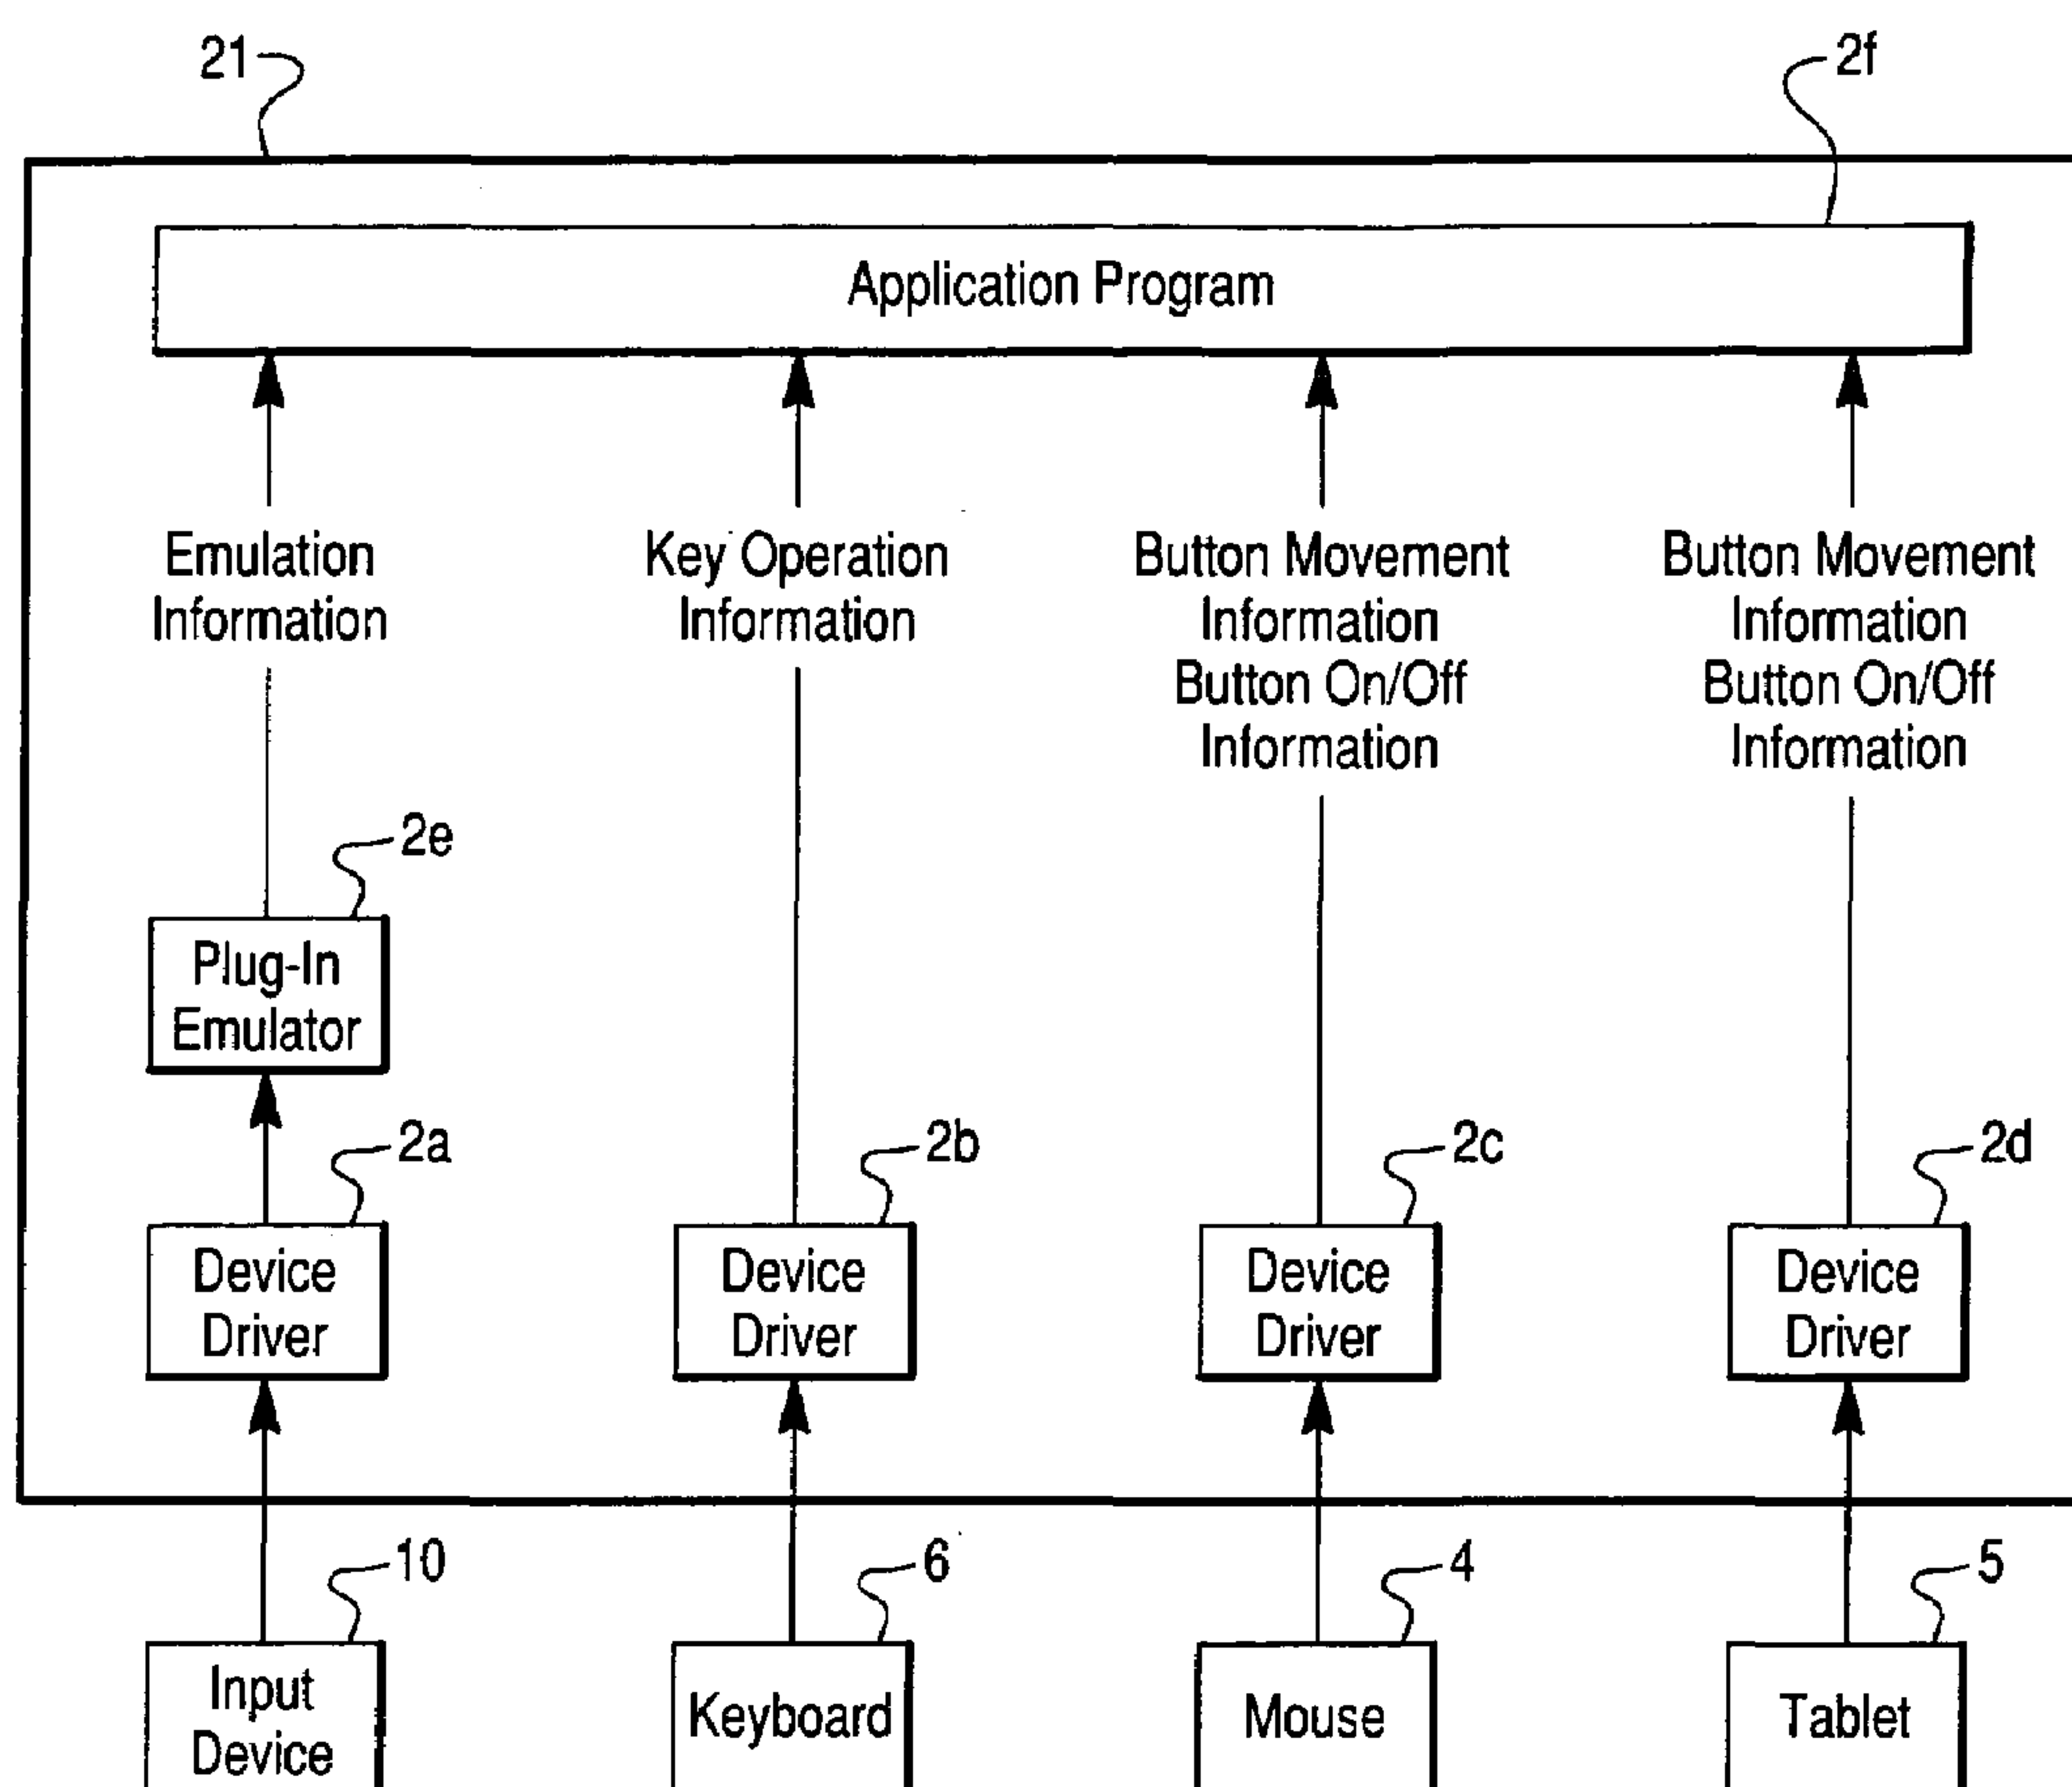 21
2f
Application Program
Emulation
Information
Key Operation
Information
Button Movement
Information
Button On/Off
Information
Button Movement
Information
Button On/Off
Information
2e
Plug-In
Emulator
2a
2b
2c
2d
Device
Driver
Device
Driver
Device
Driver
Device
Driver
10
6
4
5
Input
Device
Keyboard
Mouse
Tablet